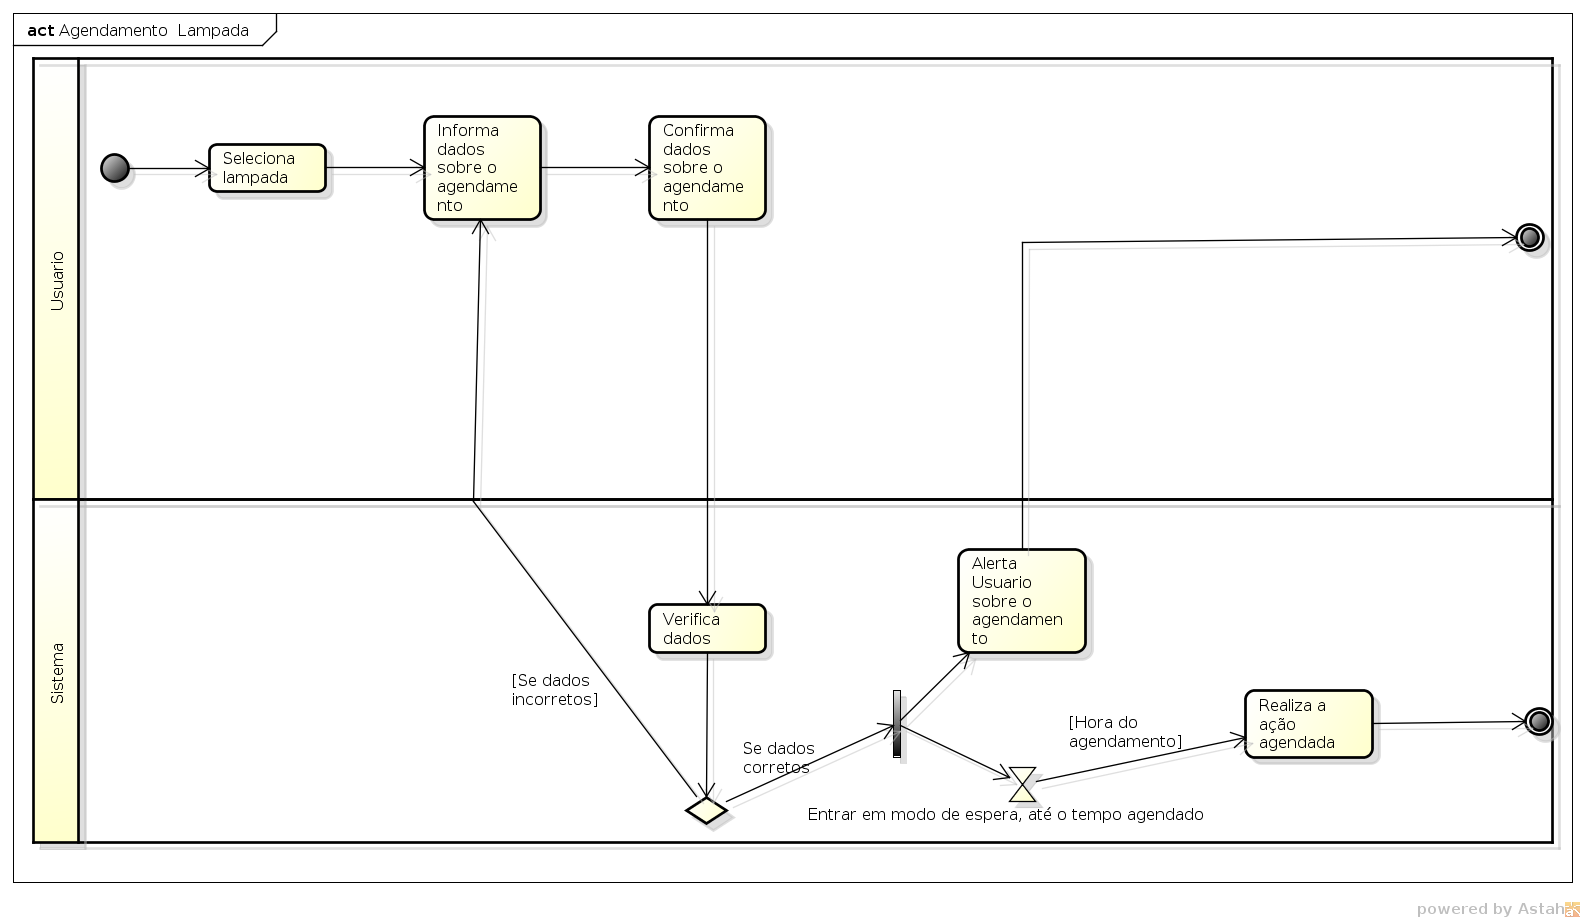 act Agendamento Lampada
Usuario
Seleciona
lampada
Informa
dados
sobre o
agendame
nto
Confirma
dados
sobre o
agendame
nto
Sistema
Verifica
dados
[Se dados
incorretos]
Se dados
corretos
Alerta
Usuario
sobre o
agendamen
to
[Hora do
agendamento]
Realiza a
ação
agendada
Entrar em modo de espera, até o tempo agendado
powered by Astah